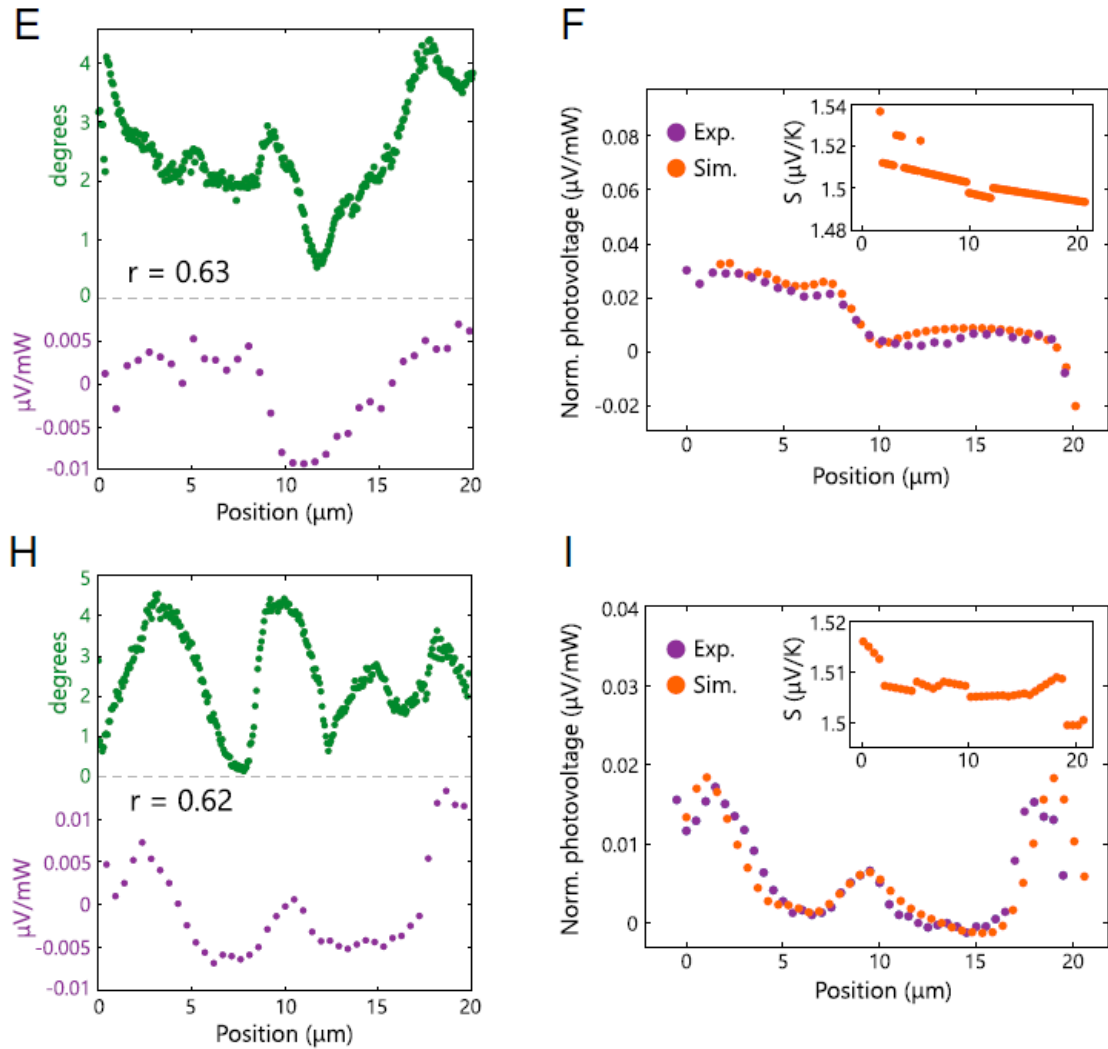 E
4
3
2
1
0
degrees
r = 0.63
0.005
0
-0.005
-0.01
μV/mW
0
5
10
15
20
Position (μm)
F
0.08
0.06
0.04
0.02
0
-0.02
Norm. photovoltage (μV/mW)
Exp.
Sim.
1.54
1.52
1.5
1.48
S (μV/K)
0
10
20
0
5
10
15
20
Position (μm)
H
5
4
3
2
1
0
degrees
r = 0.62
0.01
0.005
0
-0.005
-0.01
μV/mW
0
5
10
15
20
Position (μm)
I
0.04
0.03
0.02
0.01
0
Norm. photovoltage (μV/mW)
Exp.
Sim.
1.52
1.51
1.5
S (μV/K)
0
10
20
0
5
10
15
20
Position (μm)